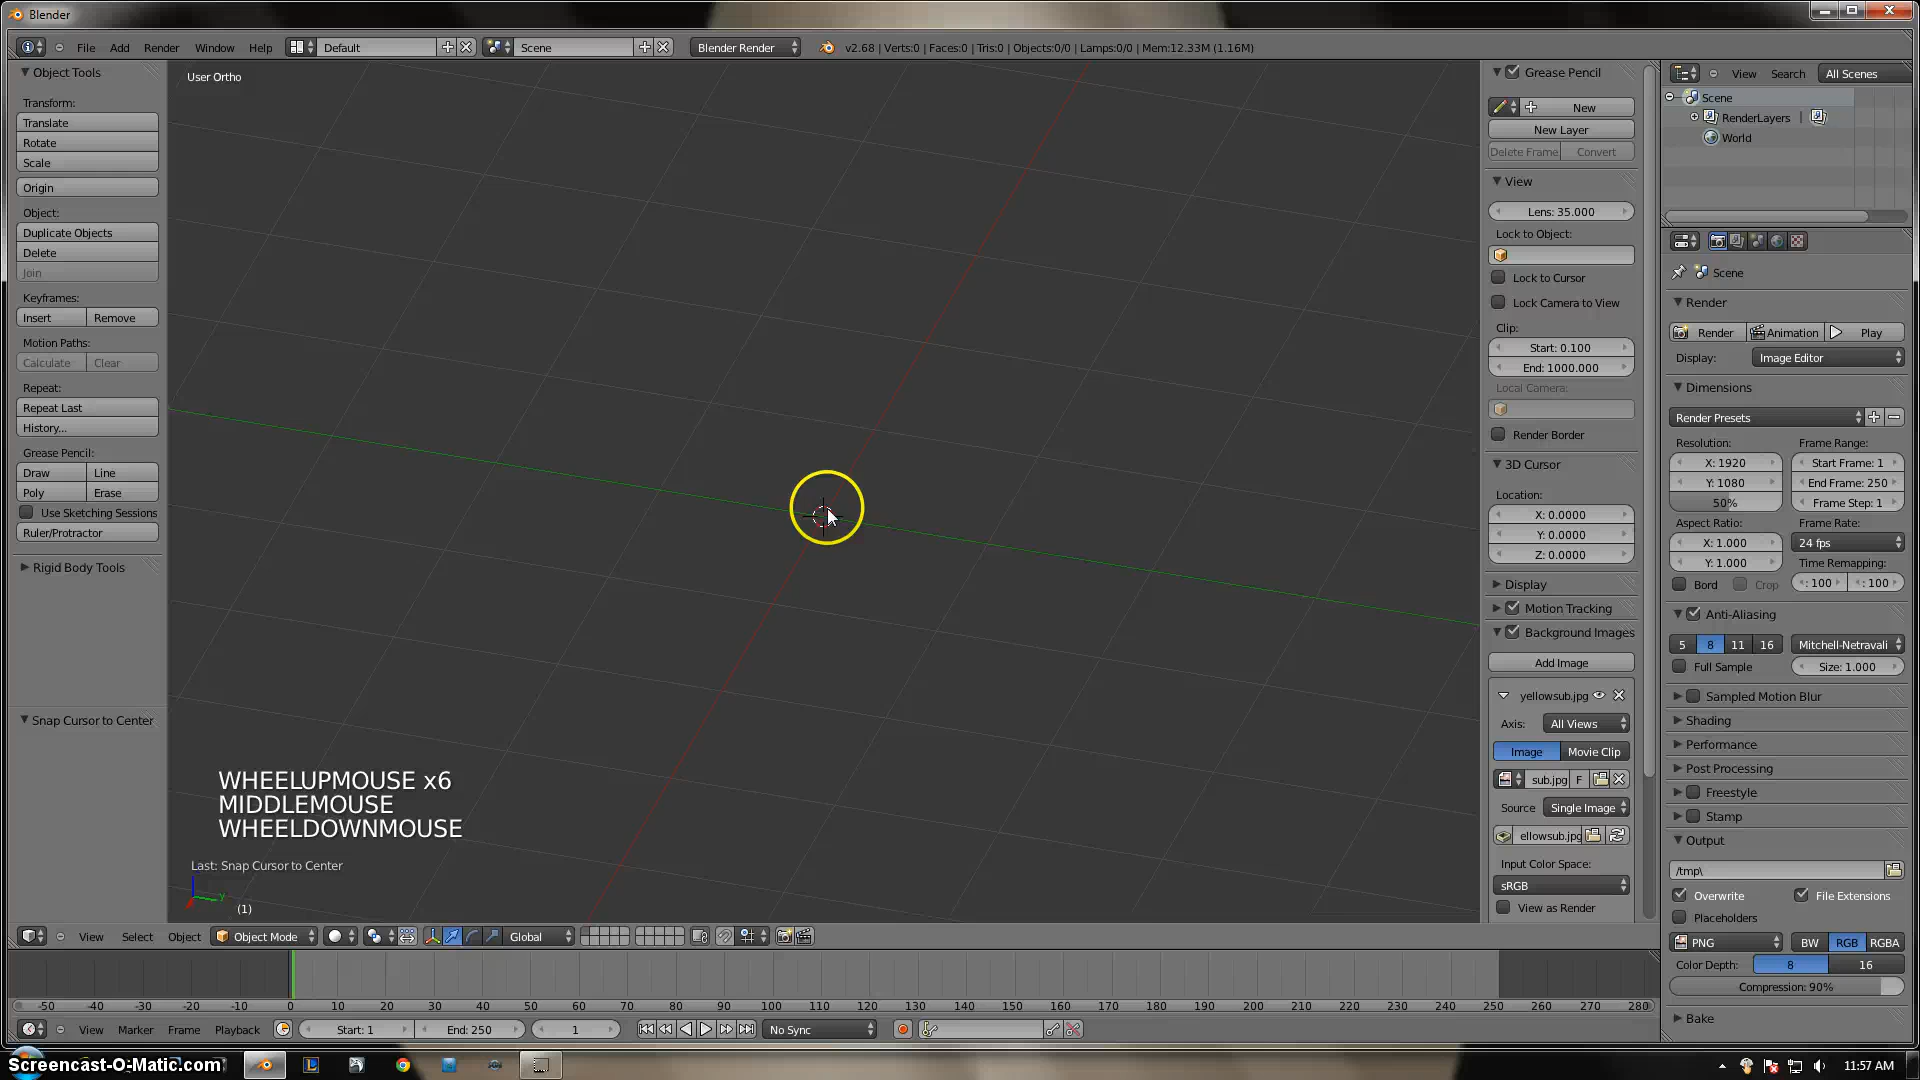 Blender
File Add Render Window Help Default Scene Blender Render v2.68 | Verts:0 | Faces:0 | Tris:0 | Objects:0/0 | Lamps:0/0 | Mem:12.33M (1.16M)
Object Tools
Transform:
Translate
Rotate
Scale
Origin
Object:
Duplicate Objects
Delete
Join
Keyframes:
Insert Remove
Motion Paths:
Calculate Clear
Repeat:
Repeat Last
History...
Grease Pencil:
Draw Line
Poly Erase
Use Sketching Sessions
Ruler/Protractor
Rigid Body Tools
Snap Cursor to Center
User Ortho
WHEELUPMOUSE x6
MIDDLEMOUSE
WHEELDOWNMOUSE
Last: Snap Cursor to Center
y
(1)
Grease Pencil
New
New Layer
Delete Frame Convert
View
Lens: 35.000
Lock to Object:
Lock to Cursor
Lock Camera to View
Clip:
Start: 0.100
End: 1000.000
Local Camera:
Render Border
3D Cursor
Location:
X: 0.0000
Y: 0.0000
Z: 0.0000
Display
Motion Tracking
Background Images
Add Image
yellowsub.jpg
Axis: All Views
Image Movie Clip
sub.jpg F
Source Single Image
ellowsub.jpg
Input Color Space:
sRGB
View as Render
View Search All Scenes
Scene
RenderLayers |
World
Scene
Render
Render Animation Play
Display: Image Editor
Dimensions
Render Presets
Resolution: Frame Range:
X: 1920 Start Frame: 1
Y: 1080 End Frame: 250
50% Frame Step: 1
Aspect Ratio: Frame Rate:
X: 1.000 24 fps
Y: 1.000 Time Remapping:
Bord Crop : 100 : 100
Anti-Aliasing
5 8 11 16 Mitchell-Netravali
Full Sample Size: 1.000
Sampled Motion Blur
Shading
Performance
Post Processing
Freestyle
Stamp
Output
/tmp\
Overwrite File Extensions
Placeholders
PNG BW RGB RGBA
Color Depth: 8 16
Compression: 90%
Bake
View Select Object Object Mode Global
-50 -40 -30 -20 -10 0 10 20 30 40 50 60 70 80 90 100 110 120 130 140 150 160 170 180 190 200 210 220 230 240 250 260 270 280
View Marker Frame Playback Start: 1 End: 250 1 No Sync
Screencast-O-Matic.com 11:57 AM